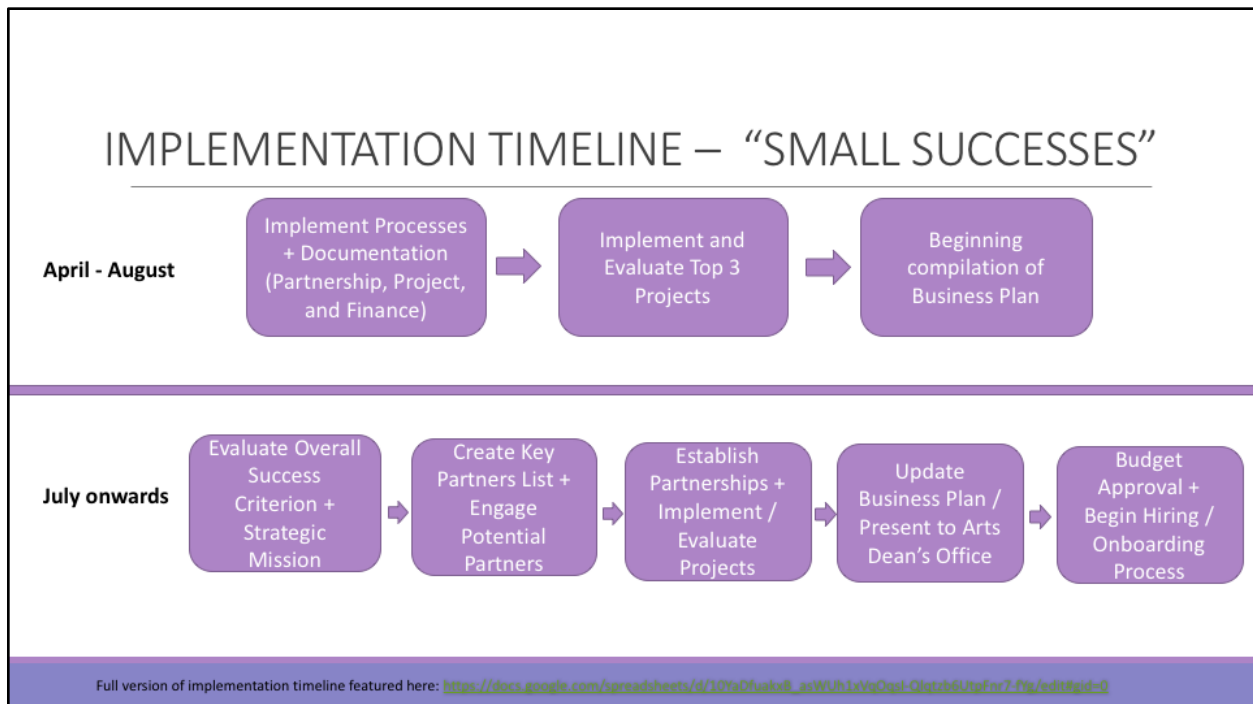 IMPLEMENTATION TIMELINE – “SMALL SUCCESSES”
April - August
Implement Processes
+ Documentation
(Partnership, Project,
and Finance)
Implement and
Evaluate Top 3
Projects
Beginning
compilation of
Business Plan
July onwards
Evaluate Overall
Success
Criterion +
Strategic
Mission
Create Key
Partners List +
Engage
Potential
Partners
Establish
Partnerships +
Implement /
Evaluate
Projects
Update
Business Plan /
Present to Arts
Dean’s Office
Budget
Approval +
Begin Hiring /
Onboarding
Process
Full version of implementation timeline featured here: